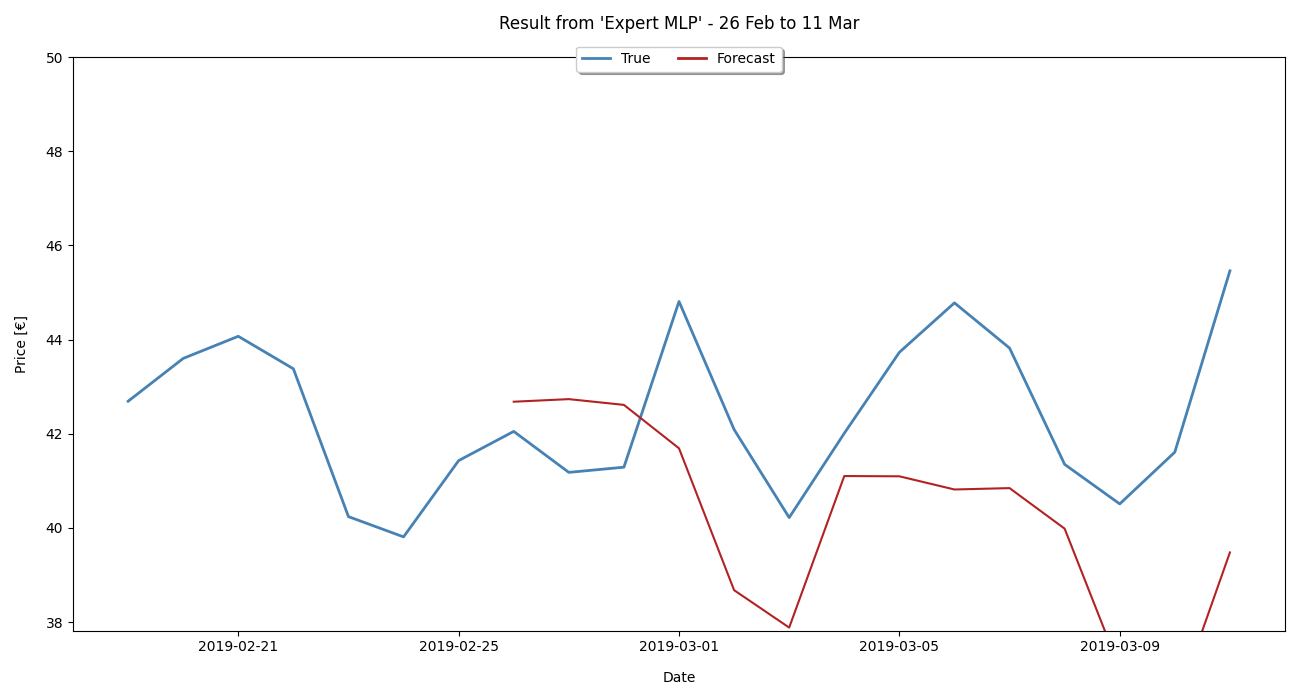 Result from 'Expert MLP' - 26 Feb to 11 Mar
True Forecast
50
48
46
44
42
40
38
Price [€]
2019-02-21 2019-02-25 2019-03-01 2019-03-05 2019-03-09
Date